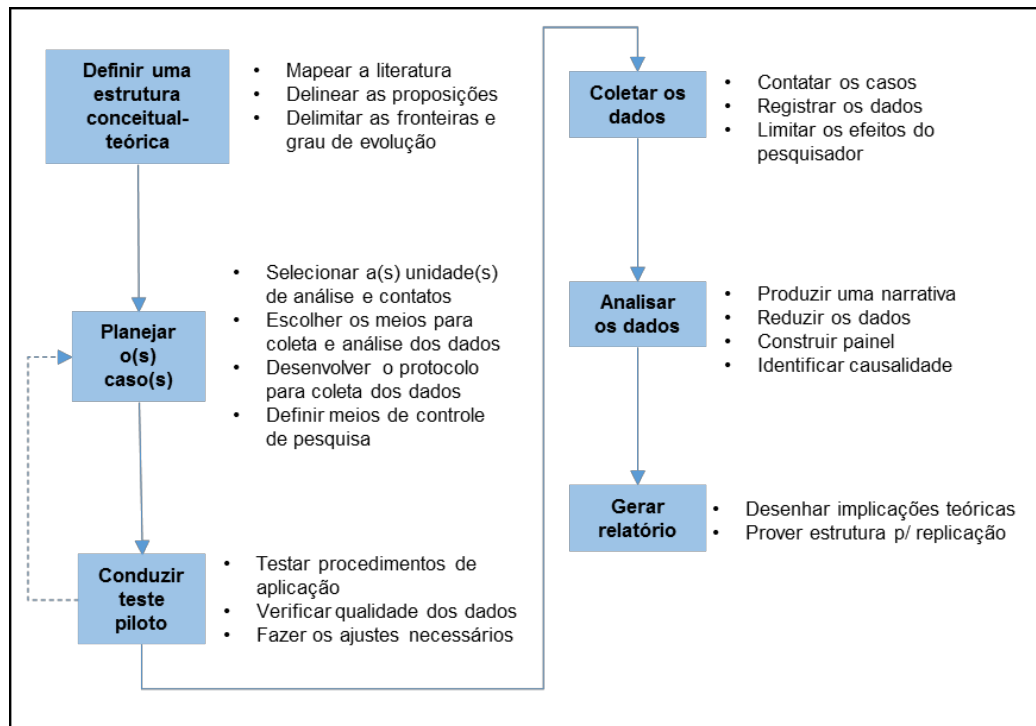 Definir uma
estrutura
conceitual-
teórica
• Mapear a literatura
• Delinear as proposições
• Delimitar as fronteiras e
grau de evolução
Planejar
o(s)
caso(s)
• Selecionar a(s) unidade(s)
de análise e contatos
• Escolher os meios para
coleta e análise dos dados
• Desenvolver o protocolo
para coleta dos dados
• Definir meios de controle
de pesquisa
Conduzir
teste
piloto
• Testar procedimentos de
aplicação
• Verificar qualidade dos dados
• Fazer os ajustes necessários
Coletar os
dados
• Contatar os casos
• Registrar os dados
• Limitar os efeitos do
pesquisador
Analisar
os dados
• Produzir uma narrativa
• Reduzir os dados
• Construir painel
• Identificar causalidade
Gerar
relatório
• Desenhar implicações teóricas
• Prover estrutura p/ replicação